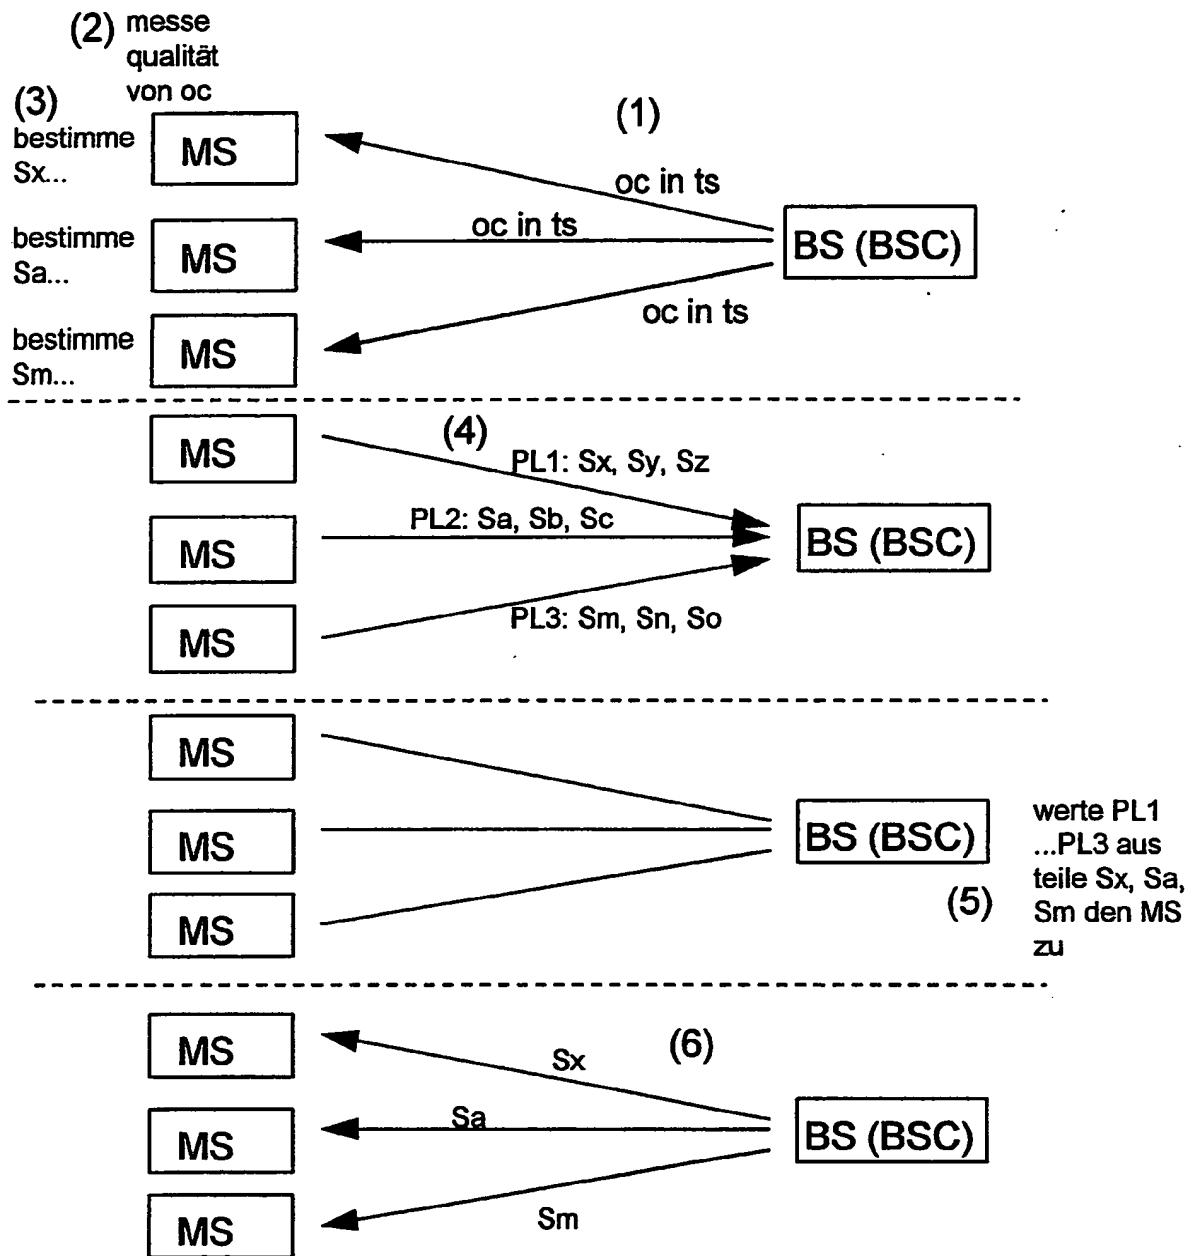 (2) messe
qualität
von oc
(3)
bestimme
Sx...
MS
(1)
oc in ts
bestimme
Sa...
MS
oc in ts
BS (BSC)
oc in ts
bestimme
Sm...
MS
MS
(4)
PL1: Sx, Sy, Sz
MS
PL2: Sa, Sb, Sc
BS (BSC)
MS
PL3: Sm, Sn, So
MS
MS
BS (BSC)
MS
(5)
werte PL1
...PL3 aus
teile Sx, Sa,
Sm den MS
zu
MS
Sx
(6)
MS
Sa
BS (BSC)
MS
Sm